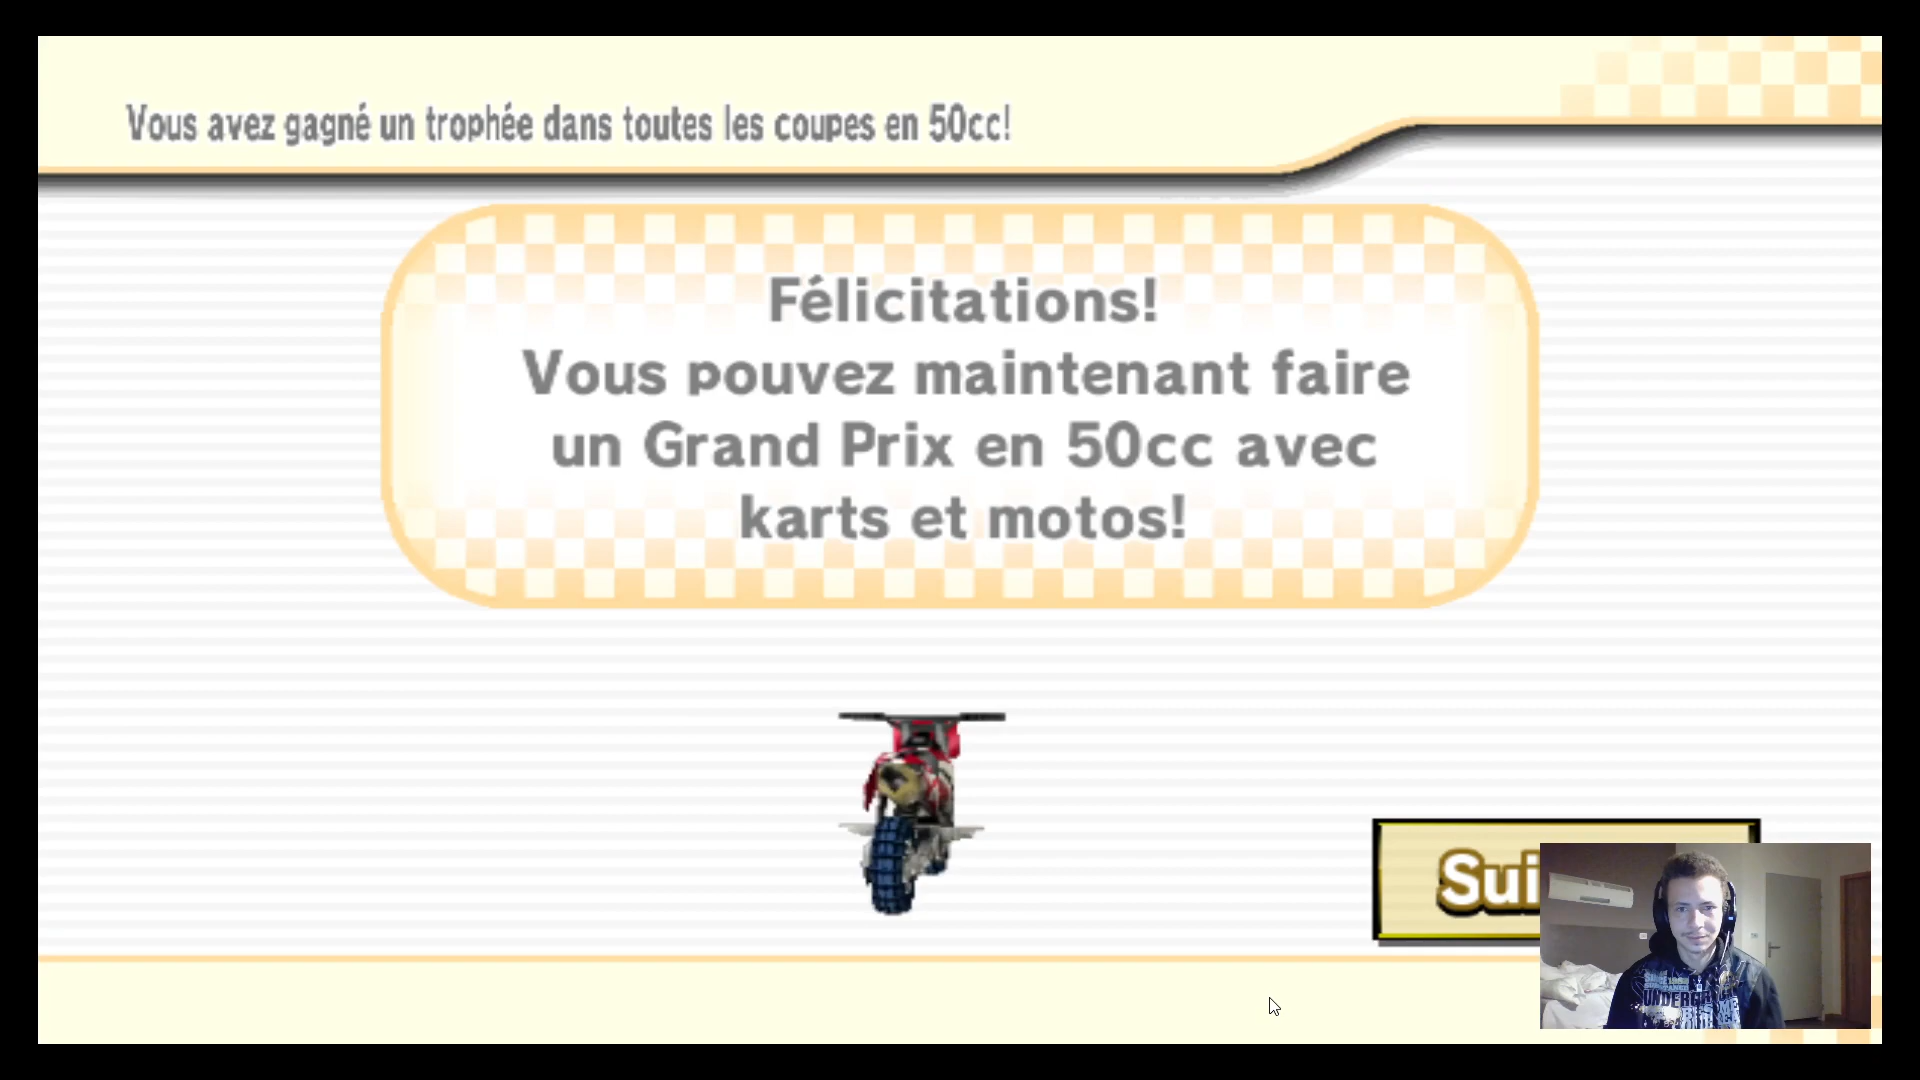 Vous avez gagné un trophée dans toutes les coupes en 50cc!
Félicitations!
Vous pouvez maintenant faire
un Grand Prix en 50cc avec
karts et motos!
Sui